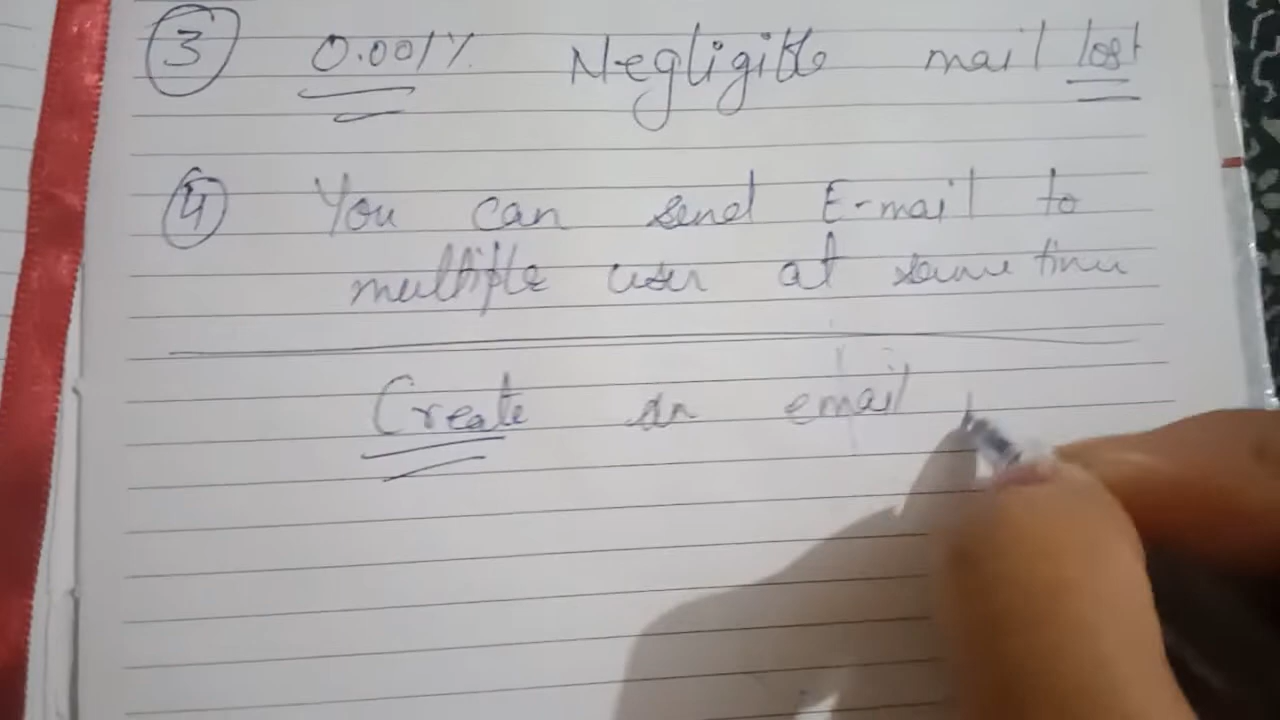 ③ 0.001% Negligible mail lost
④ You can send E-mail to
multiple user at same time
Create an email